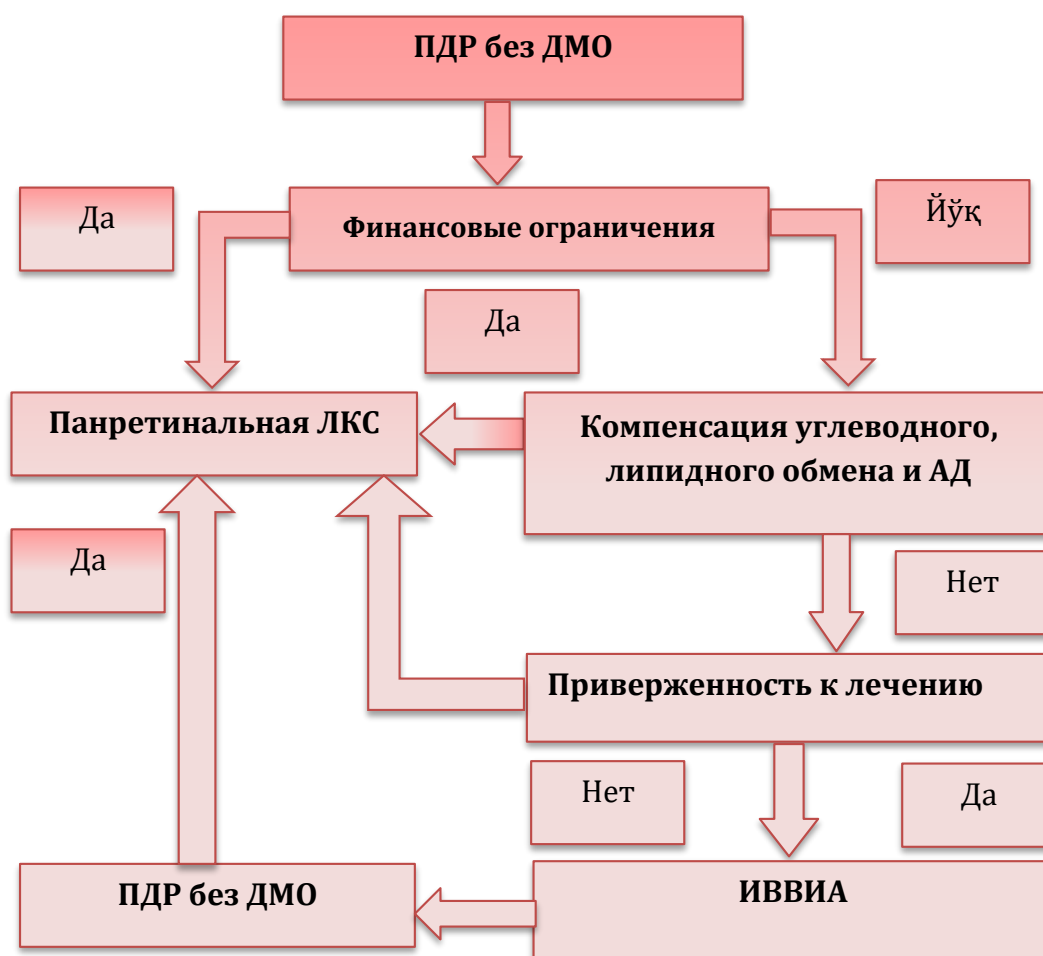 ПДР без ДМО
Да
Финансовые ограничения
Йўқ
Да
Панретинальная ЛКС
Компенсация углеводного,
липидного обмена и АД
Да
Нет
Приверженность к лечению
Нет
Да
ПДР без ДМО
ИВВИА